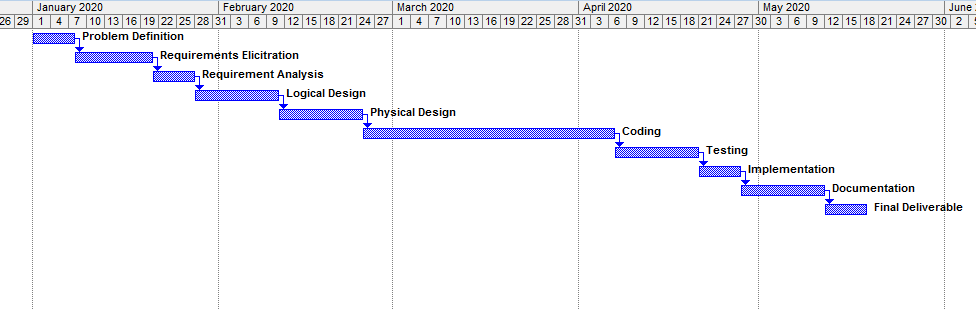 January 2020 February 2020 March 2020 April 2020 May 2020 June
26 29 1 4 7 10 13 16 19 22 25 28 31 3 6 9 12 15 18 21 24 27 1 4 7 10 13 16 19 22 25 28 31 3 6 9 12 15 18 21 24 27 30 3 6 9 12 15 18 21 24 27 30 2 5
Problem Definition
Requirements Elicitration
Requirement Analysis
Logical Design
Physical Design
Coding
Testing
Implementation
Documentation
Final Deliverable